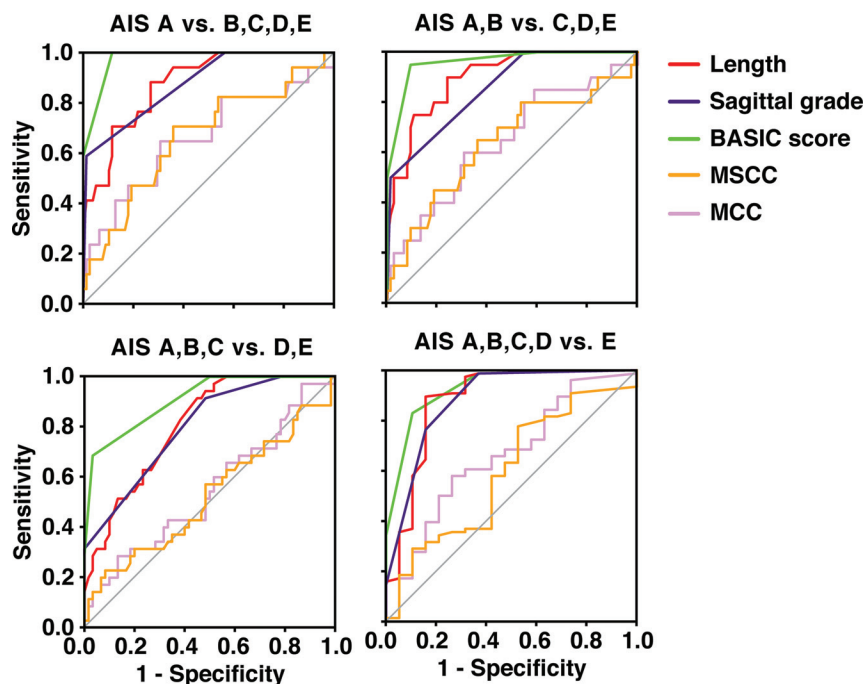 AIS A vs. B,C,D,E
AIS A,B vs. C,D,E
Length
Sagittal grade
BASIC score
MSCC
MCC
Sensitivity
1.0
0.8
0.6
0.4
0.2
0.0
AIS A,B,C vs. D,E
AIS A,B,C,D vs. E
Sensitivity
1.0
0.8
0.6
0.4
0.2
0.0
0.0 0.2 0.4 0.6 0.8 1.0
0.0 0.2 0.4 0.6 0.8 1.0
1 - Specificity
1 - Specificity